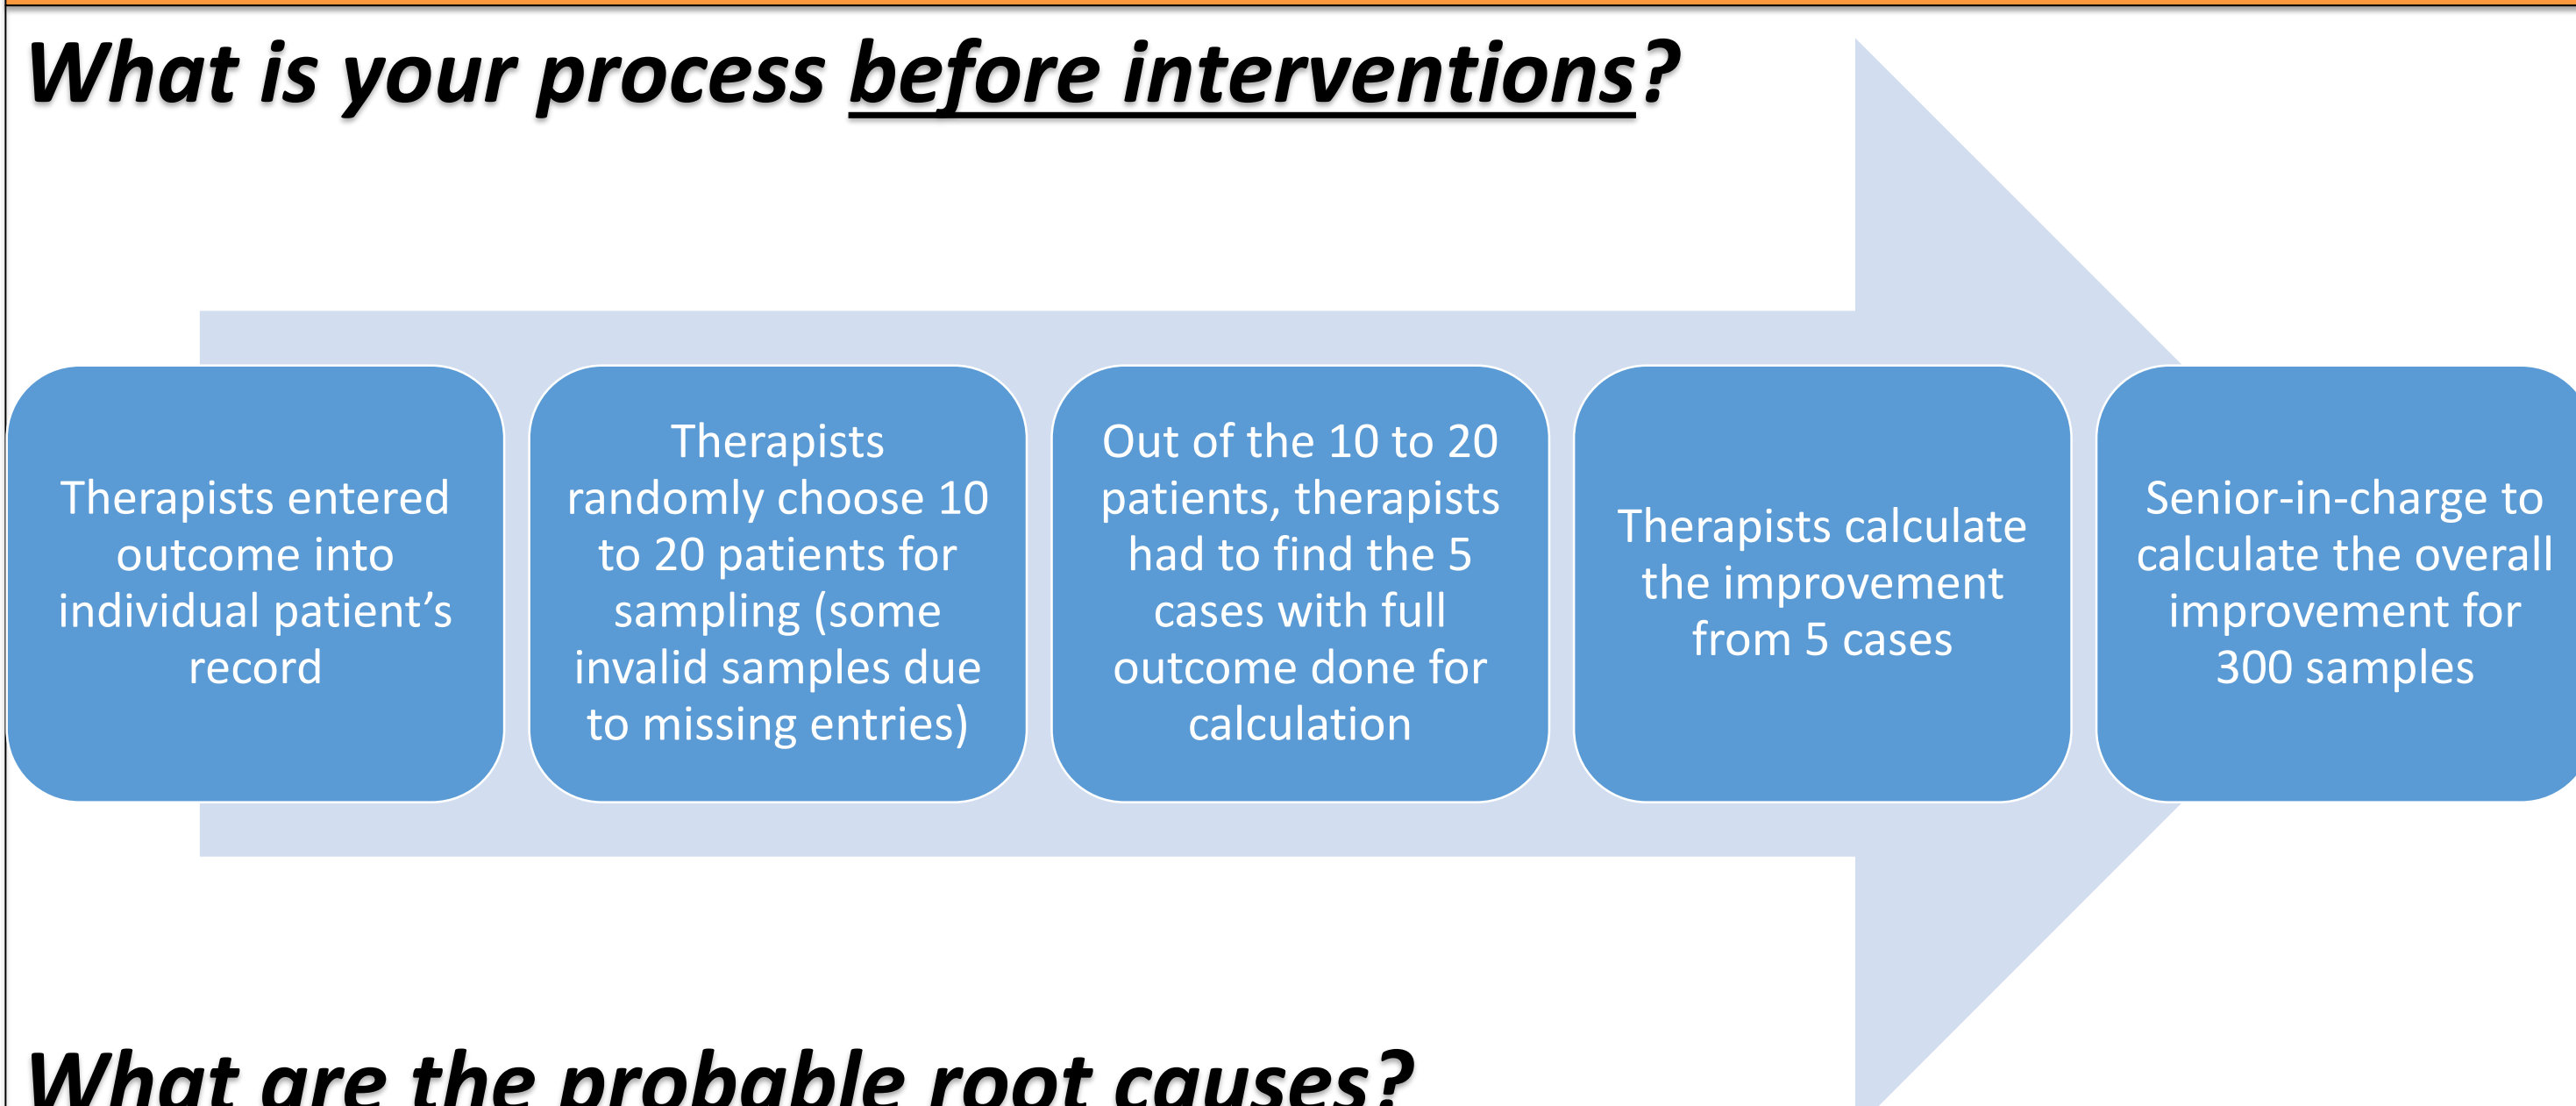 What is your process before interventions?
Therapists entered
outcome into
individual patient’s
record
Therapists
randomly choose 10
to 20 patients for
sampling (some
invalid samples due
to missing entries)
Out of the 10 to 20
patients, therapists
had to find the 5
cases with full
outcome done for
calculation
Therapists calculate
the improvement
from 5 cases
Senior-in-charge to
calculate the overall
improvement for
300 samples
What are the probable root causes?